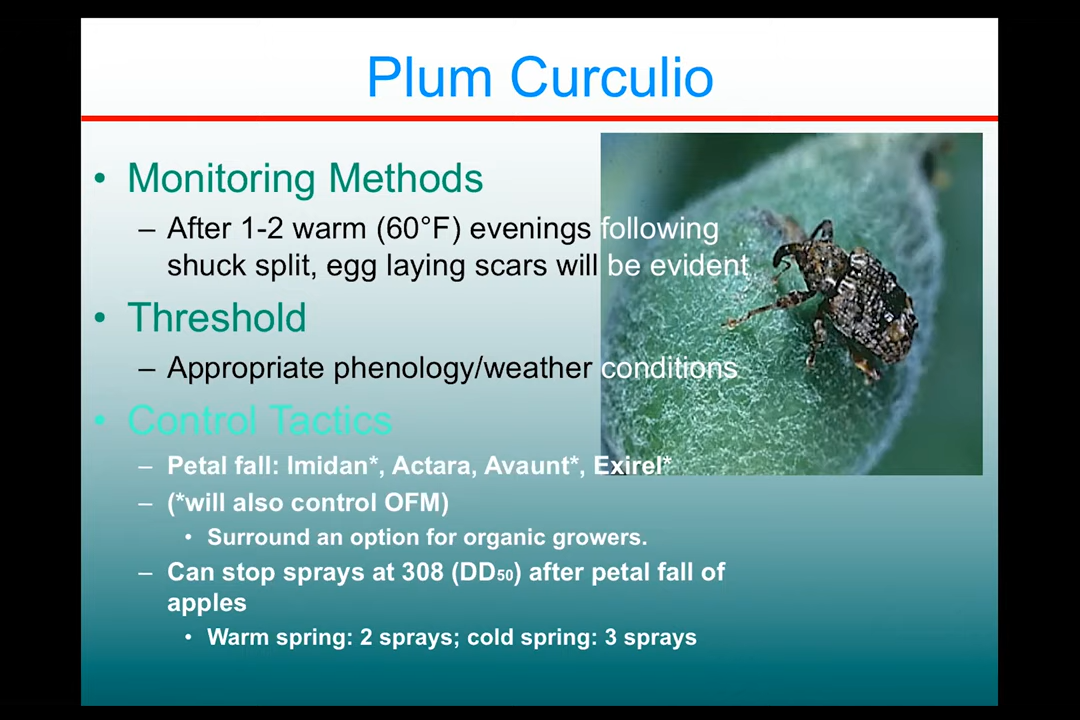 Plum Curculio
• Monitoring Methods
– After 1-2 warm (60°F) evenings following
shuck split, egg laying scars will be evident
• Threshold
– Appropriate phenology/weather conditions
• Control Tactics
– Petal fall: Imidan*, Actara, Avaunt*, Exirel*
– (*will also control OFM)
• Surround an option for organic growers.
– Can stop sprays at 308 (DD50) after petal fall of
apples
• Warm spring: 2 sprays; cold spring: 3 sprays